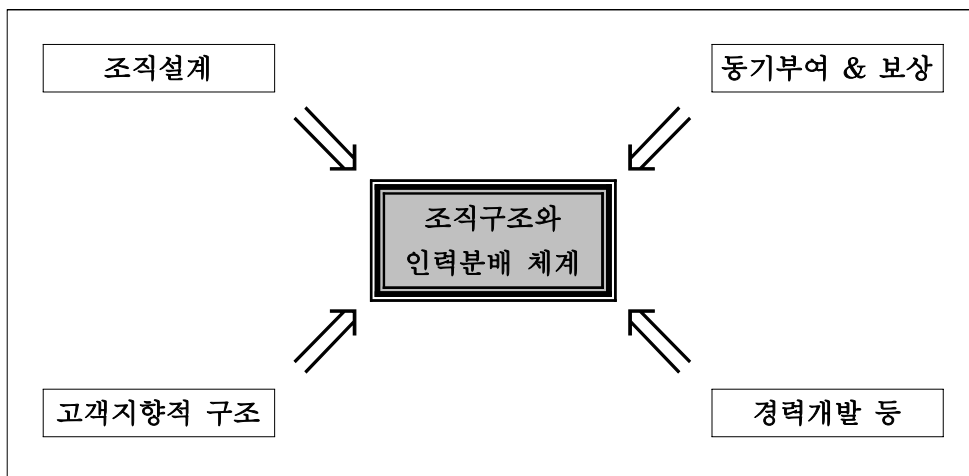 조직설계
동기부여 & 보상
조직구조와
인력분배 체계
고객지향적 구조
경력개발 등